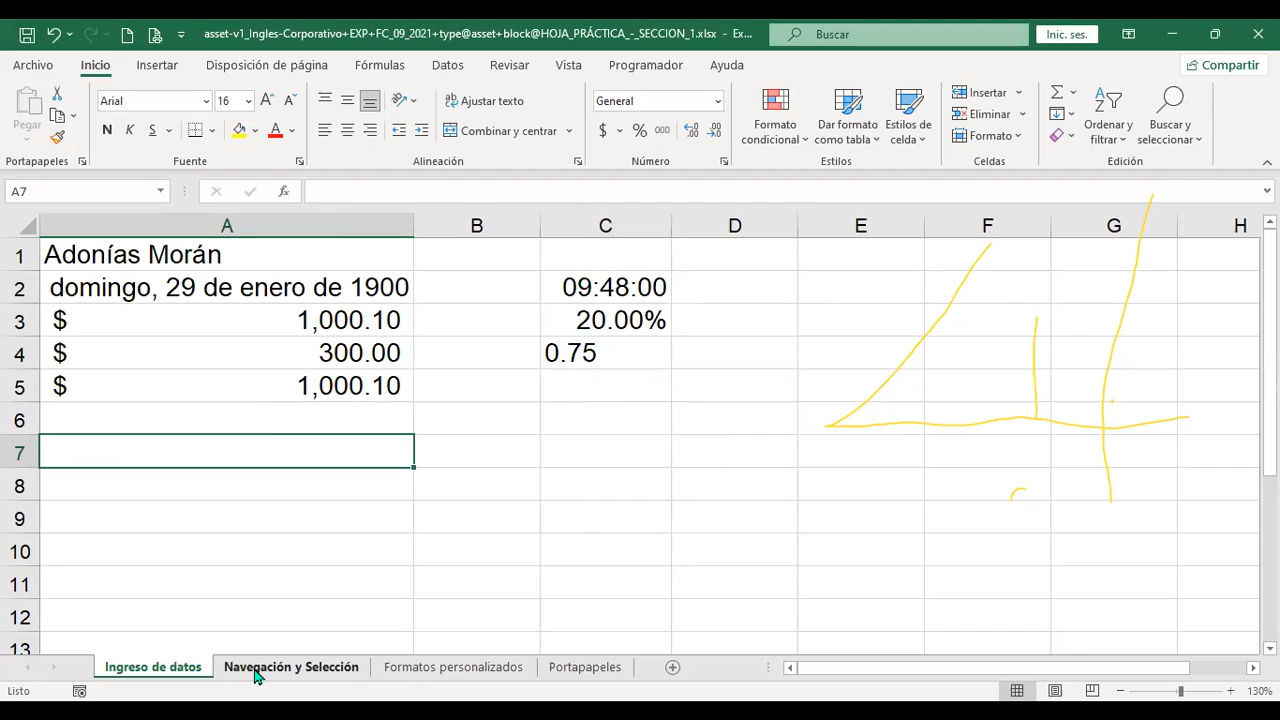 asset-v1_Ingles-Corporativo+EXP+FC_09_2021+type@asset+block@HOJA_PRÁCTICA_-_SECCION_1.xlsx - Ex...
Buscar
Inic. ses.
Archivo Inicio Insertar Disposición de página Fórmulas Datos Revisar Vista Programador Ayuda
Compartir
Pegar
Arial 16
Ajustar texto
General
Formato condicional
Dar formato como tabla
Estilos de celda
Insertar
Eliminar
Formato
Ordenar y filtrar
Buscar y seleccionar
N K S
Combinar y centrar
$ % 000
Portapapeles Fuente Alineación Número Estilos Celdas Edición
A7 fx
A B C D E F G H
1 Adonías Morán
2 domingo, 29 de enero de 1900 09:48:00
3 $ 1,000.10 20.00%
4 $ 300.00 0.75
5 $ 1,000.10
6
7
8
9
10
11
12
13
Ingreso de datos Navegación y Selección Formatos personalizados Portapapeles
Listo 130%